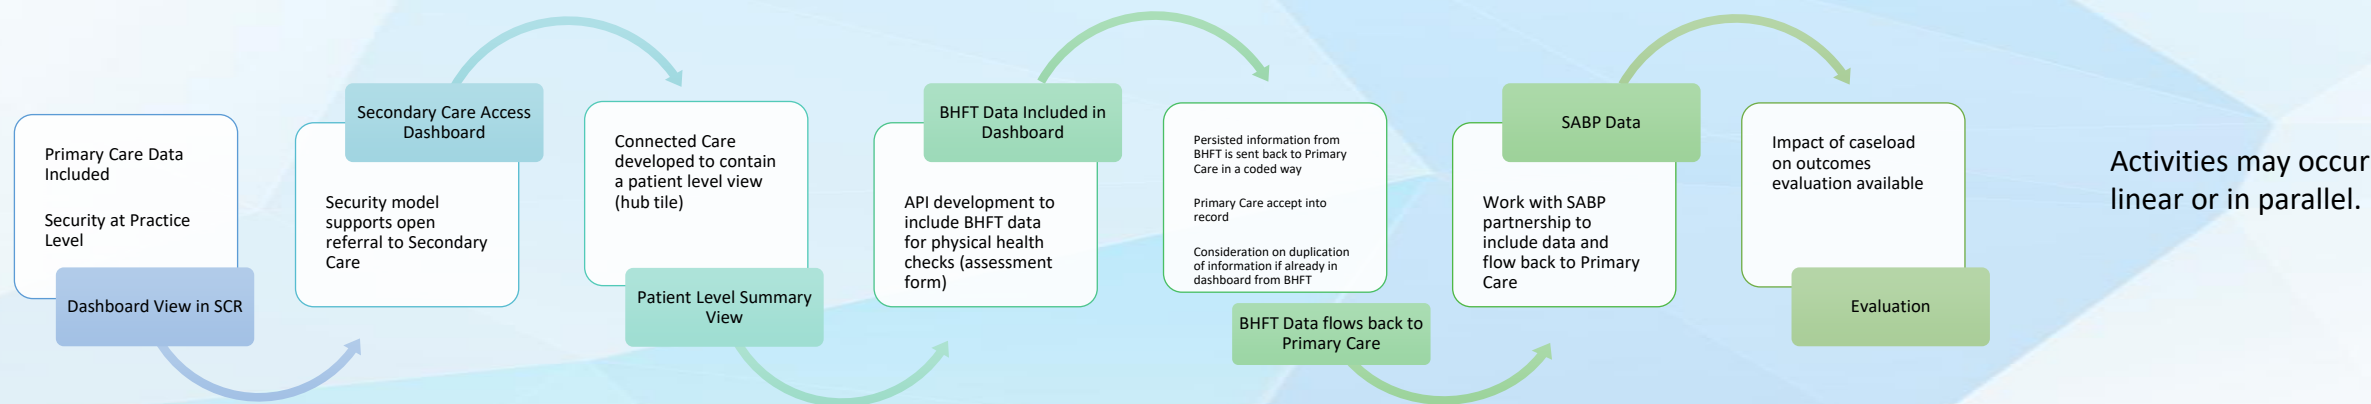 Primary Care Data
Included
Security at Practice
Level
Dashboard View in SCR
Secondary Care Access
Dashboard
Security model
supports open
referral to Secondary
Care
Connected Care
developed to contain
a patient level view
(hub tile)
Patient Level Summary
View
BHFT Data Included in
Dashboard
API development to
include BHFT data
for physical health
checks (assessment
form)
Persisted information from
BHFT is sent back to Primary
Care in a coded way
Primary Care accept into
record
Consideration on duplication
of information if already in
dashboard from BHFT
BHFT Data flows back to
Primary Care
SABP Data
Work with SABP
partnership to
include data and
flow back to Primary
Care
Impact of caseload
on outcomes
evaluation available
Evaluation
Activities may occur
linear or in parallel.